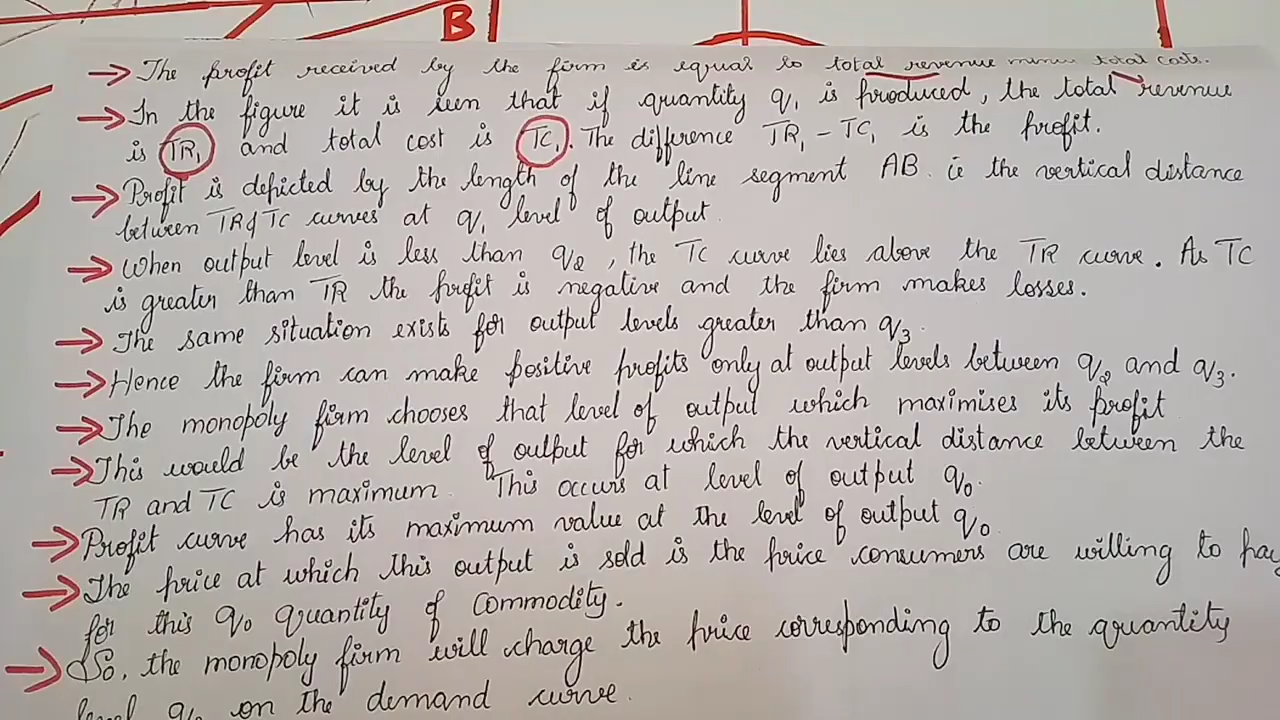 B
→ The profit received by the firm is equal to total revenue minus total costs.
→ In the figure it is seen that if quantity q₁ is produced, the total revenue
is TR₁ and total cost is TC₁. The difference TR₁ - TC₁ is the profit.
→ Profit is depicted by the length of the line segment AB. ie the vertical distance
between TR & TC curves at q₁ level of output.
→ When output level is less than q₂, the TC curve lies above the TR curve. As TC
is greater than TR the profit is negative and the firm makes losses.
→ The same situation exists for output levels greater than q₃.
→ Hence the firm can make positive profits only at output levels between q₂ and q₃.
→ The monopoly firm chooses that level of output which maximises its profit
→ This would be the level of output for which the vertical distance between the
TR and TC is maximum. This occurs at level of output q₀.
→ Profit curve has its maximum value at the level of output q₀.
→ The price at which this output is sold is the price consumers are willing to pay
for this q₀ quantity of commodity.
→ So, the monopoly firm will charge the price corresponding to the quantity
level q₀ on the demand curve.